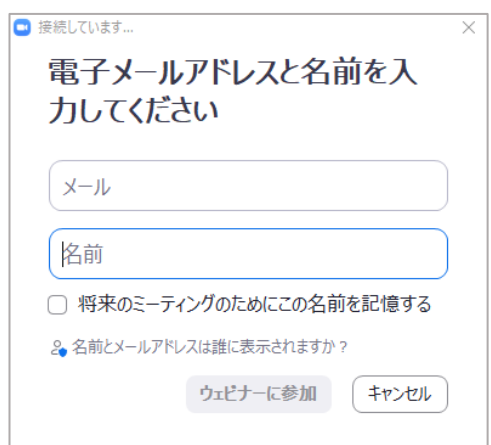 接続しています...
電子メールアドレスと名前を入
力してください
メール
名前
将来のミーティングのためにこの名前を記憶する
名前とメールアドレスは誰に表示されますか?
ウェビナーに参加
キャンセル